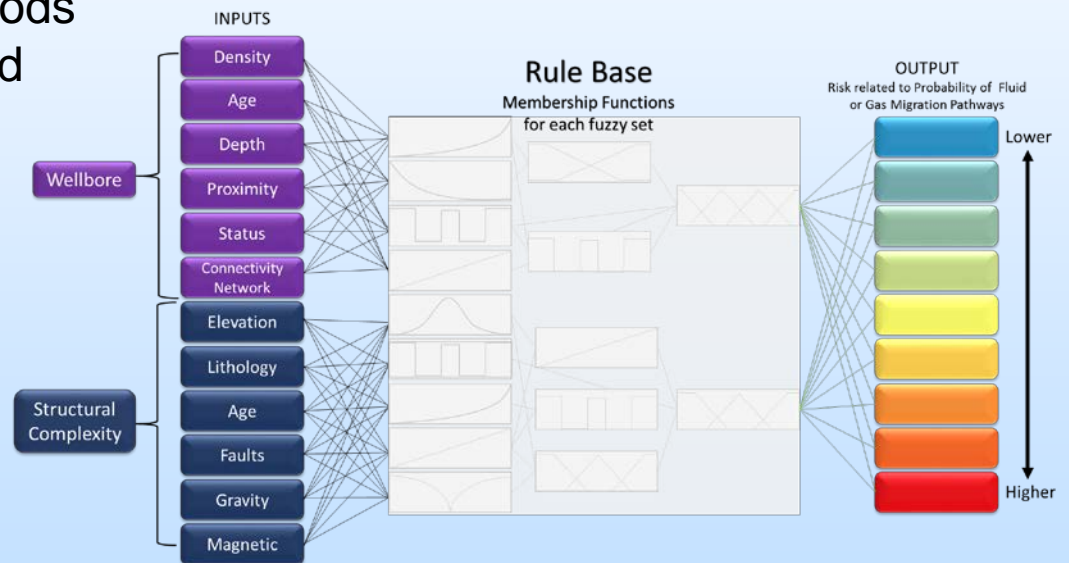 ods
d
INPUTS
Density
Age
Depth
Proximity
Status
Connectivity
Network
Wellbore
Elevation
Lithology
Age
Faults
Gravity
Magnetic
Structural
Complexity
Rule Base
Membership Functions
for each fuzzy set
OUTPUT
Risk related to Probability of Fluid
or Gas Migration Pathways
Lower
Higher